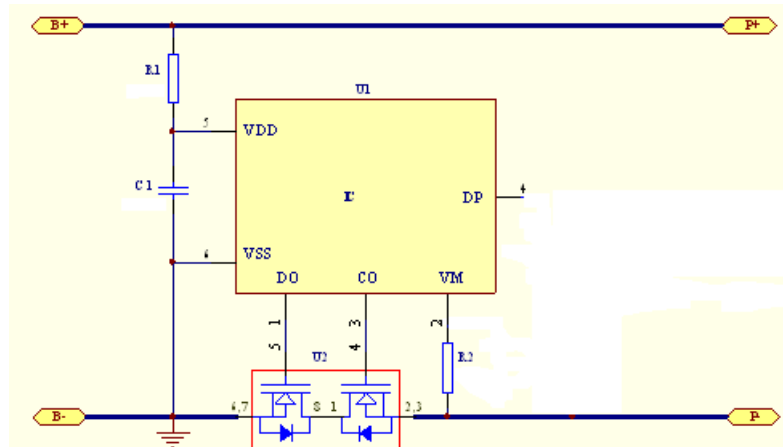 B+
P+
R1
U1
5
VDD
C1
4
DP
6
VSS
DO
CO
VM
1
3
2
5
4
U2
R2
6,7
8
1
2,3
B-